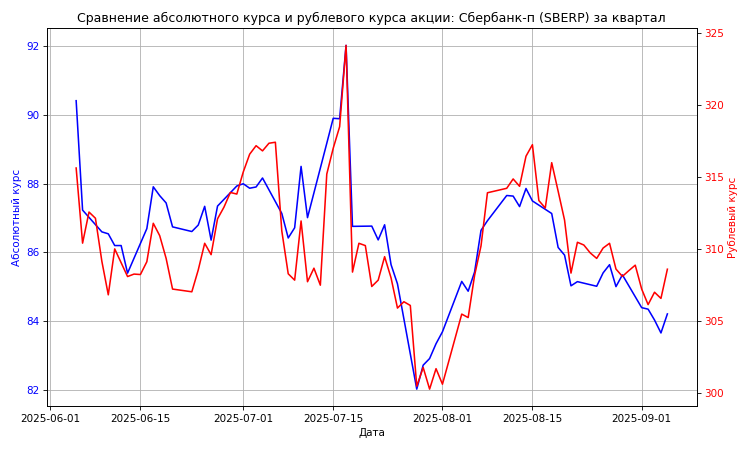 Сравнение абсолютного курса и рублевого курса акции: Сбербанк-п (SBERP) за квартал
Абсолютный курс
92
90
88
86
84
82
325
320
315
310
305
300
Рублевый курс
2025-06-01 2025-06-15 2025-07-01 2025-07-15 2025-08-01 2025-08-15 2025-09-01
Дата